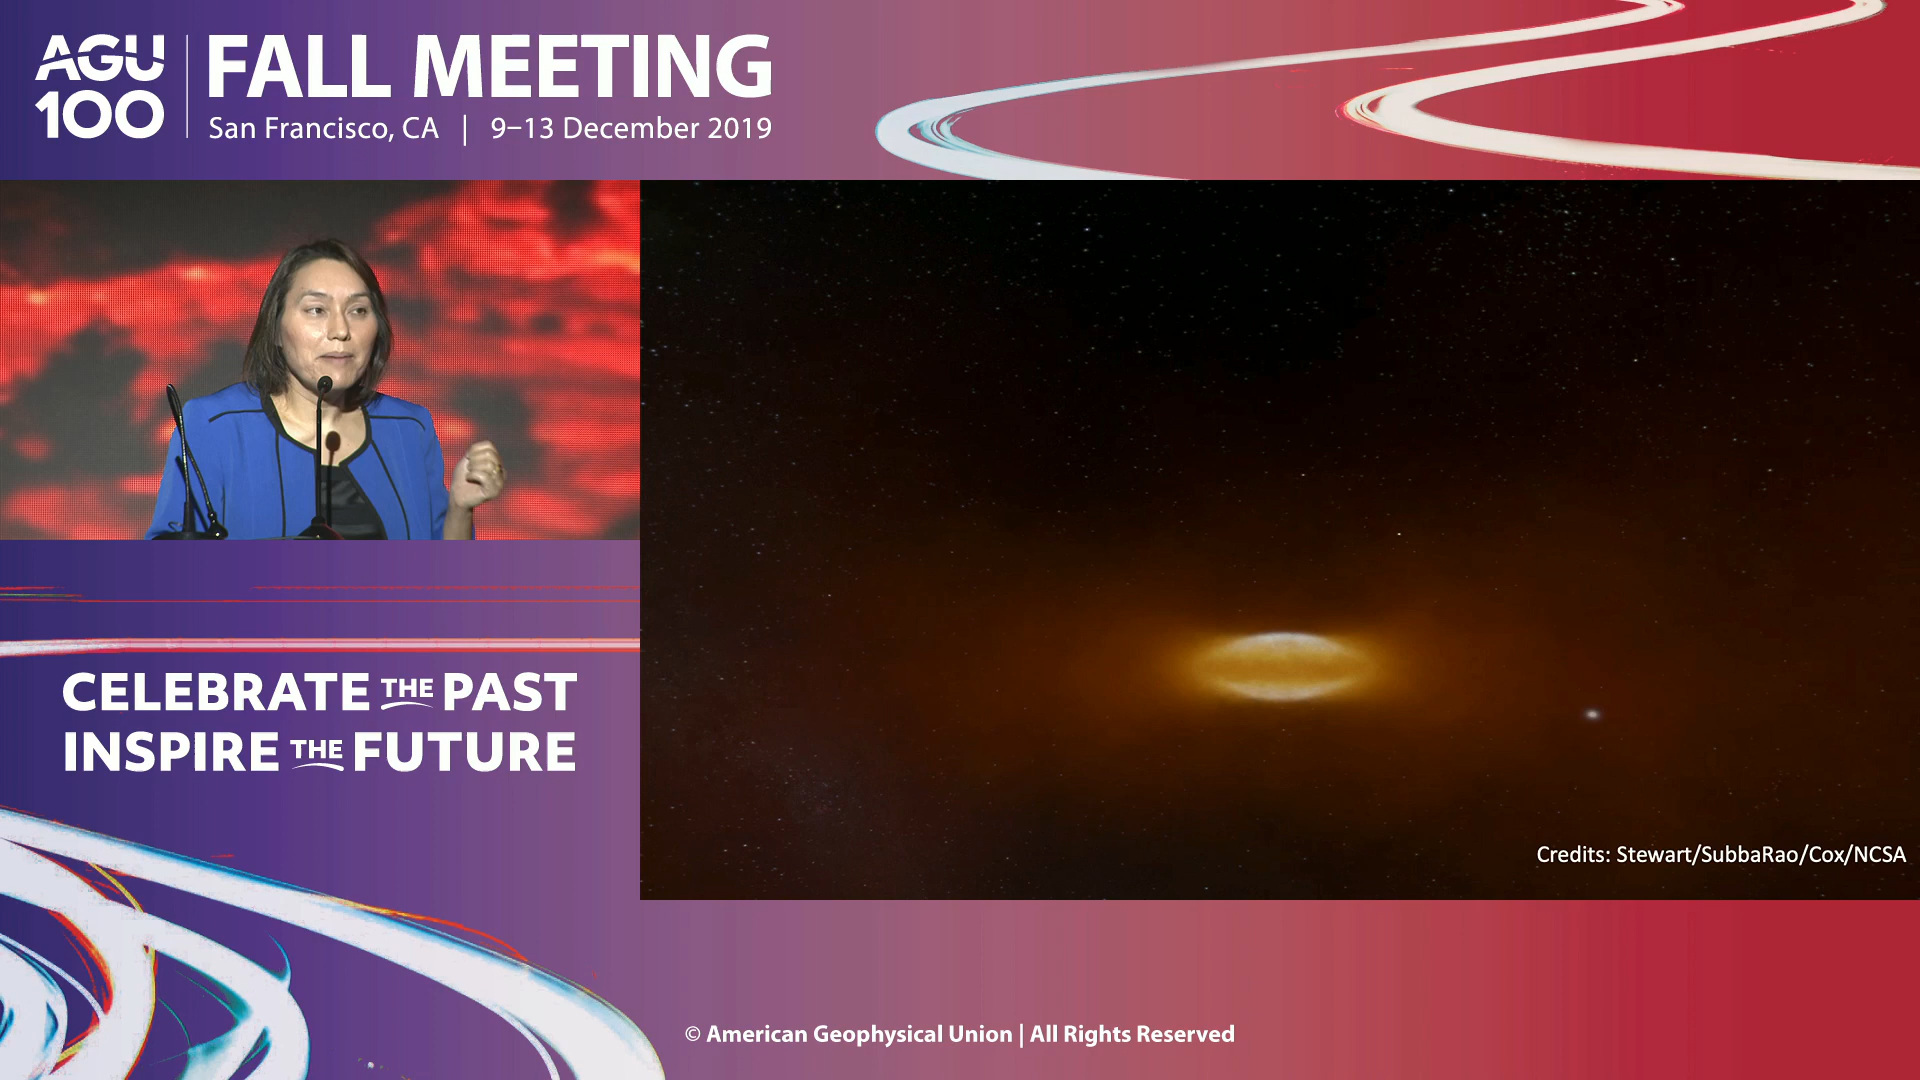 AGU
100
FALL MEETING
San Francisco, CA | 9–13 December 2019
CELEBRATE THE PAST
INSPIRE THE FUTURE
Credits: Stewart/SubbaRao/Cox/NCSA
© American Geophysical Union | All Rights Reserved